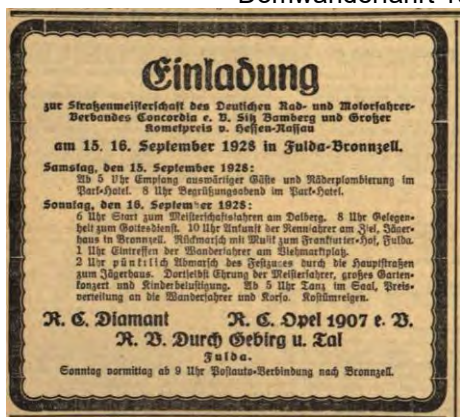 Einladung
zur Straßenmeisterschaft des Deutschen Rad- und Motorfahrer-
Verbandes Concordia e. V. Sitz Bamberg und Großer
Kometpreis v. Hessen-Nassau
am 15. 16. September 1928 in Fulda-Bronnzell.
Samstag, den 15. September 1928:
Ab 5 Uhr Empfang auswärtiger Gäste und Räderplombierung im
Park-Hotel. 8 Uhr Begrüßungsabend im Park-Hotel.
Sonntag, den 16. September 1928:
6 Uhr Start zum Meisterschaftsfahren am Dalberg. 8 Uhr Gelegen-
heit zum Gottesdienst. 10 Uhr Ankunft der Rennfahrer am Ziel, Jäger-
haus in Bronnzell. Rückmarsch mit Musik zum Frankfurter-Hof, Fulda.
1 Uhr Eintreffen der Wanderfahrer am Viehmarktplatz.
2 Uhr pünktlich Abmarsch des Festzuges durch die Hauptstraßen
zum Jägerhaus. Dortselbst Ehrung der Meisterfahrer, großes Garten-
konzert und Kinderbelustigung. Ab 5 Uhr Tanz im Saal, Preis-
verteilung an die Wanderfahrer und Korso. Kostümreigen.
R. C. Diamant R. C. Opel 1907 e. V.
R. V. Durch Gebirg u. Tal
Fulda.
Sonntag vormittag ab 9 Uhr Postauto-Verbindung nach Bronnzell.